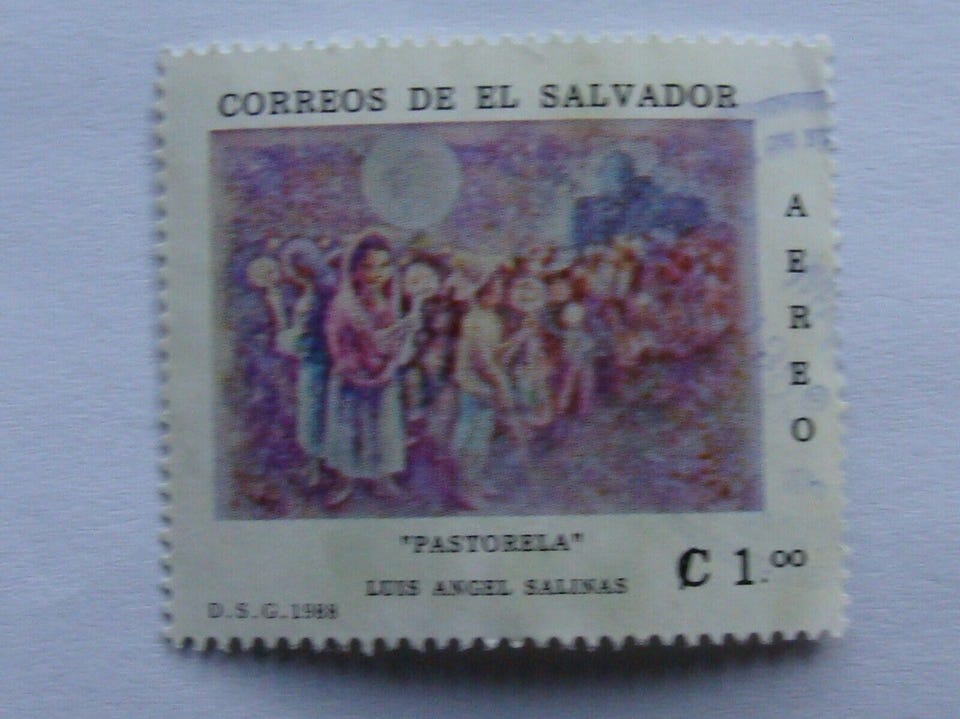 CORREOS DE EL SALVADOR
AEREO
"PASTORELA"
C 1.00
LUIS ANGEL SALINAS
D.S.G.1988